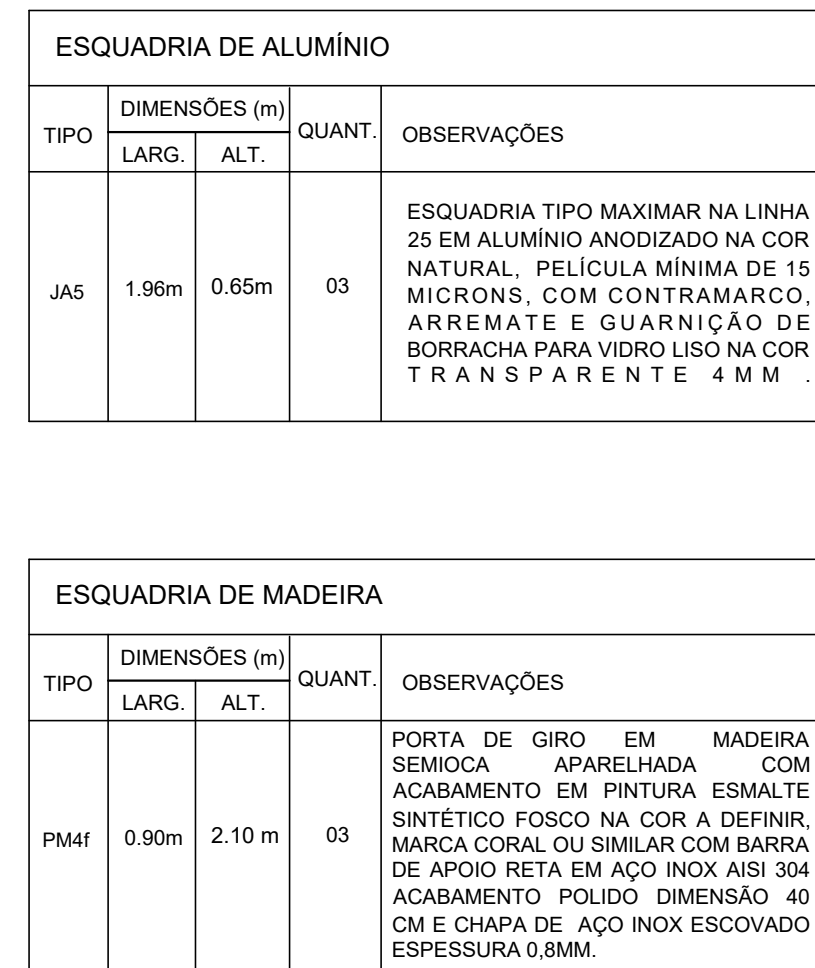 ESQUADRIA DE ALUMÍNIO
TIPO
DIMENSÕES (m)
LARG.
ALT.
QUANT.
OBSERVAÇÕES
JA5
1.96m
0.65m
03
ESQUADRIA TIPO MAXIMAR NA LINHA
25 EM ALUMÍNIO ANODIZADO NA COR
NATURAL, PELÍCULA MÍNIMA DE 15
MICRONS, COM CONTRAMARCO,
ARREMATE E GUARNIÇÃO DE
BORRACHA PARA VIDRO LISO NA COR
TRANSPARENTE 4MM .
ESQUADRIA DE MADEIRA
TIPO
DIMENSÕES (m)
LARG.
ALT.
QUANT.
OBSERVAÇÕES
PM4f
0.90m
2.10 m
03
PORTA DE GIRO EM MADEIRA
SEMIOCA APARELHADA COM
ACABAMENTO EM PINTURA ESMALTE
SINTÉTICO FOSCO NA COR A DEFINIR,
MARCA CORAL OU SIMILAR COM BARRA
DE APOIO RETA EM AÇO INOX AISI 304
ACABAMENTO POLIDO DIMENSÃO 40
CM E CHAPA DE AÇO INOX ESCOVADO
ESPESSURA 0,8MM.